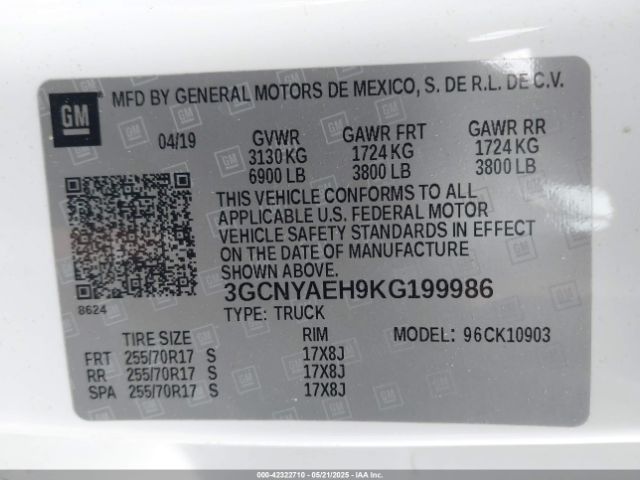 GM
MFD BY GENERAL MOTORS DE MEXICO, S. DE R.L. DE C.V.
04/19 GVWR GAWR FRT GAWR RR
3130 KG 1724 KG 1724 KG
6900 LB 3800 LB 3800 LB
THIS VEHICLE CONFORMS TO ALL
APPLICABLE U.S. FEDERAL MOTOR
VEHICLE SAFETY STANDARDS IN EFFECT
ON THE DATE OF MANUFACTURE
SHOWN ABOVE.
3GCNYAEH9KG199986
8624
TYPE: TRUCK
TIRE SIZE RIM MODEL: 96CK10903
FRT 255/70R17 S 17X8J
RR 255/70R17 S 17X8J
SPA 255/70R17 S 17X8J
000-42322710 - 05/21/2025 - IAAI.COM